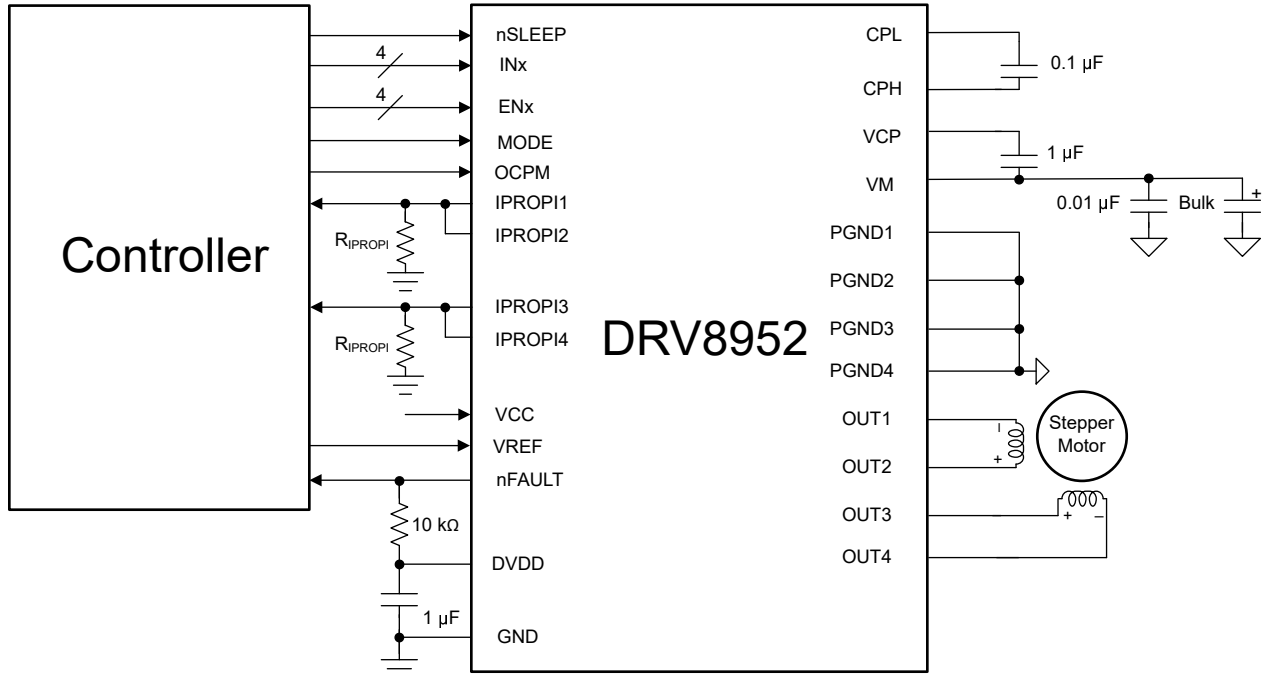 Controller
4
4
R_IPROPI
R_IPROPI
10 kΩ
1 µF
nSLEEP
INx
ENx
MODE
OCPM
IPROPI1
IPROPI2
IPROPI3
IPROPI4
VCC
VREF
nFAULT
DVDD
GND
DRV8952
CPL
CPH
VCP
VM
PGND1
PGND2
PGND3
PGND4
OUT1
OUT2
OUT3
OUT4
0.1 µF
1 µF
0.01 µF
Bulk
+
–
+
Stepper
Motor
+ –